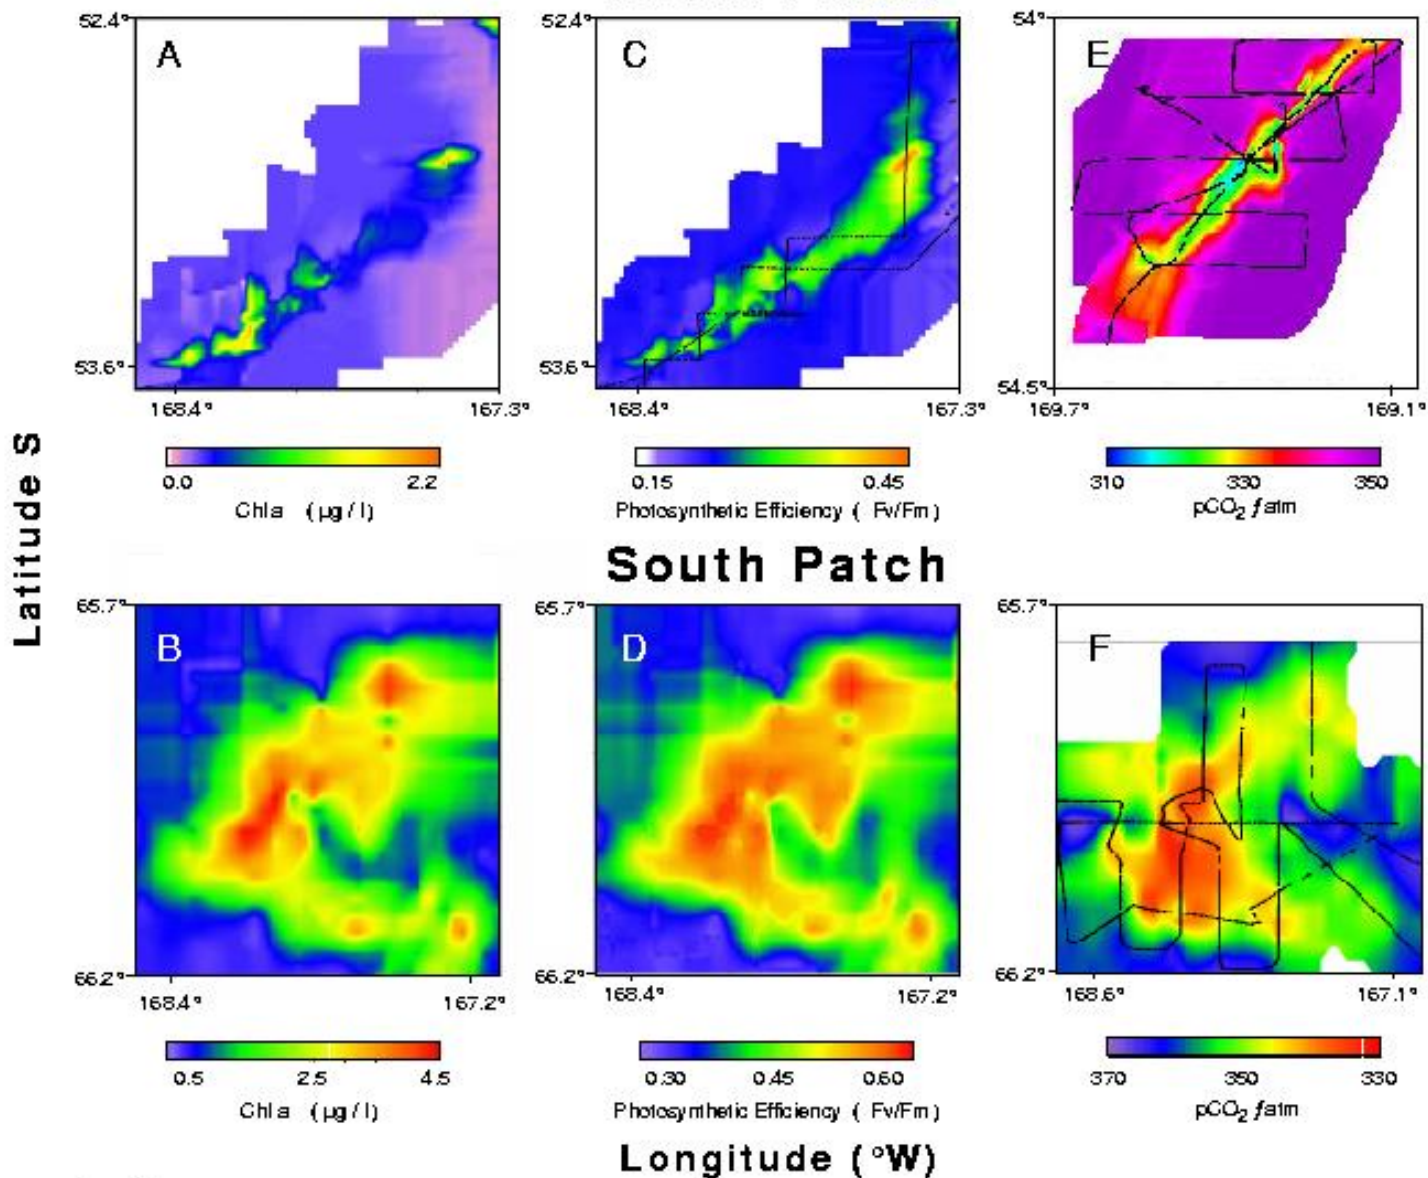 A
C
E
52.4°
52.4°
54°
53.6°
53.6°
54.5°
168.4°
167.3°
168.4°
167.3°
169.7°
169.1°
0.0
2.2
0.15
0.45
310
330
350
Chla (µg / l)
Photosynthetic Efficiency ( Fv/Fm)
pCO2 ƒatm
Latitude S
South Patch
65.7°
65.7°
65.7°
B
D
F
66.2°
66.2°
66.2°
168.4°
167.2°
168.4°
167.2°
168.6°
167.1°
0.5
2.5
4.5
0.30
0.45
0.60
370
350
330
Chla (µg / l)
Photosynthetic Efficiency ( Fv/Fm)
pCO2 ƒatm
Longitude (°W)